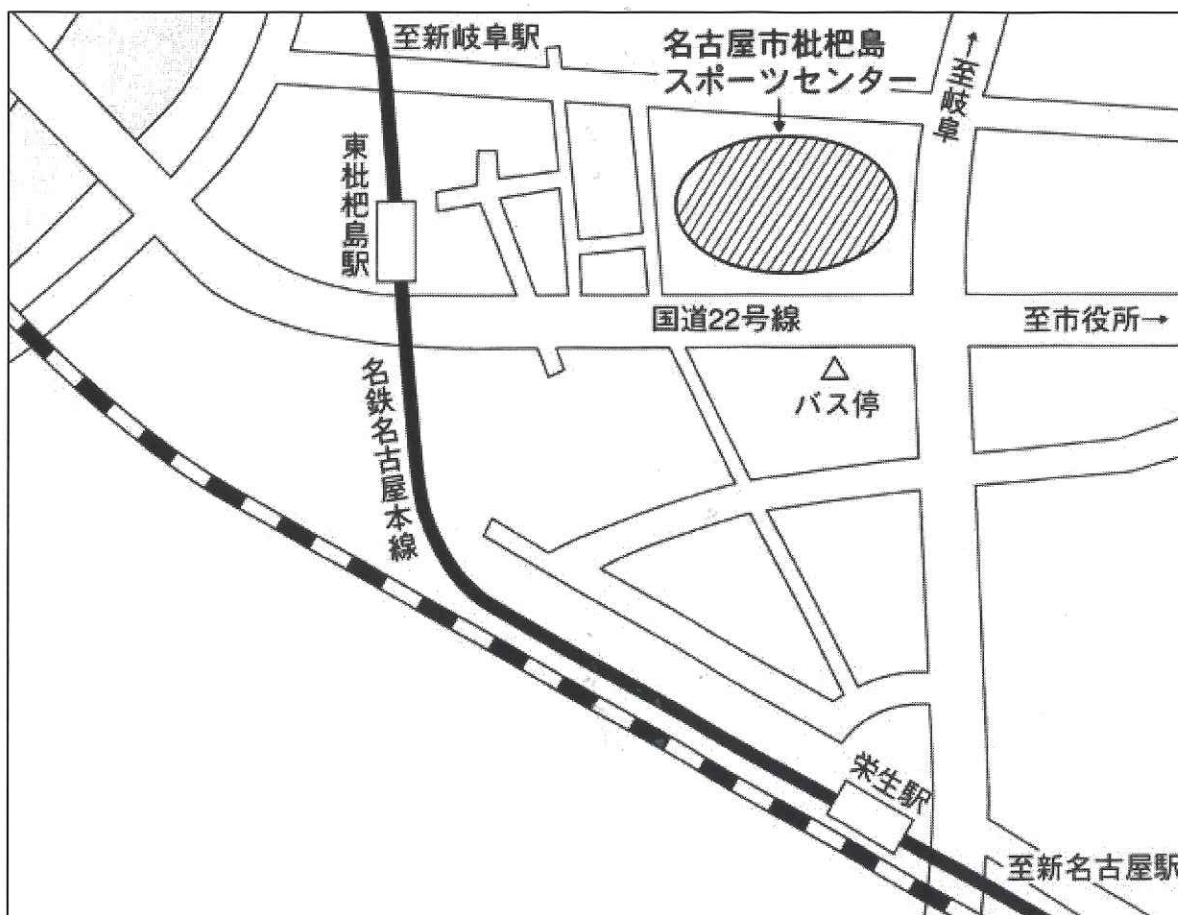 至新岐阜駅
名古屋市枇杷島
スポーツセンター
↑至岐阜
東枇杷島駅
国道22号線
至市役所→
△
バス停
名鉄名古屋本線
栄生駅
至新名古屋駅